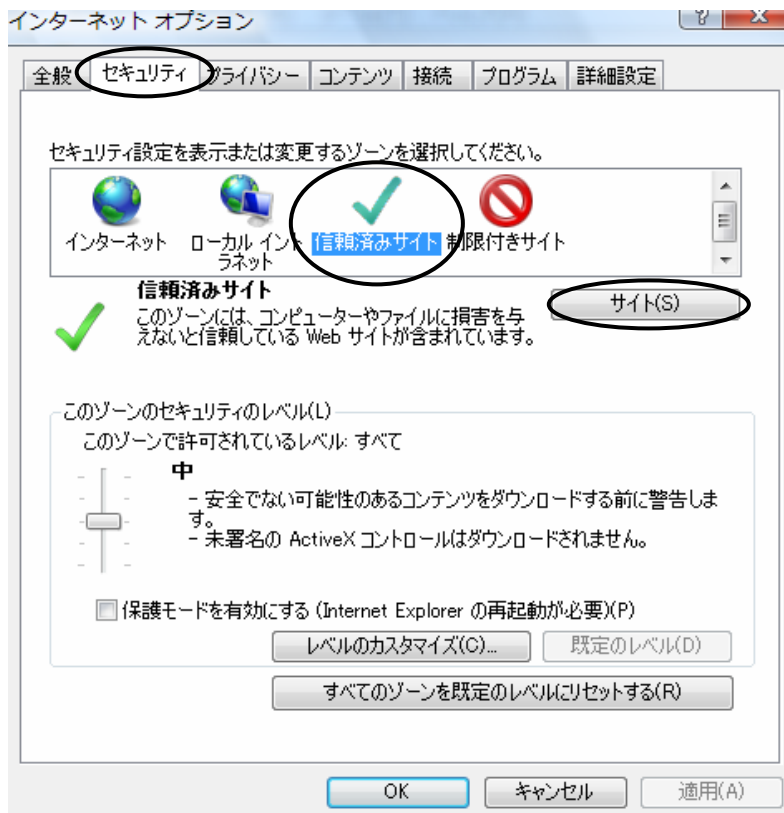 インターネット オプション
全般 セキュリティ プライバシー コンテンツ 接続 プログラム 詳細設定
セキュリティ設定を表示または変更するゾーンを選択してください。
インターネット ローカル イント 信頼済みサイト 制限付きサイト
ラネット
信頼済みサイト
このゾーンには、コンピューターやファイルに損害を与
えないと信頼している Web サイトが含まれています。
サイト(S)
このゾーンのセキュリティのレベル(L)
このゾーンで許可されているレベル: すべて
中
- 安全でない可能性のあるコンテンツをダウンロードする前に警告しま
す。
- 未署名の ActiveX コントロールはダウンロードされません。
保護モードを有効にする (Internet Explorer の再起動が必要)(P)
レベルのカスタマイズ(C)... 既定のレベル(D)
すべてのゾーンを既定のレベルにリセットする(R)
OK キャンセル 適用(A)